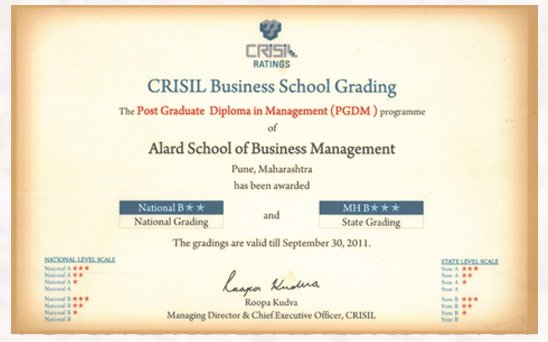 CRISIL
RATINGS
CRISIL Business School Grading
The Post Graduate Diploma in Management (PGDM ) programme
of
Alard School of Business Management
Pune, Maharashtra
has been awarded
National B★★
National Grading
and
MH B★★★
State Grading
The gradings are valid till September 30, 2011.
NATIONAL LEVEL SCALE
National A ★★★
National A ★★
National A ★
National A
National B ★★★
National B ★★
National B ★
National B
STATE LEVEL SCALE
State A ★★★
State A ★★
State A ★
State A
State B ★★★
State B ★★
State B ★
State B
Roopa Kudva
Roopa Kudva
Managing Director & Chief Executive Officer, CRISIL